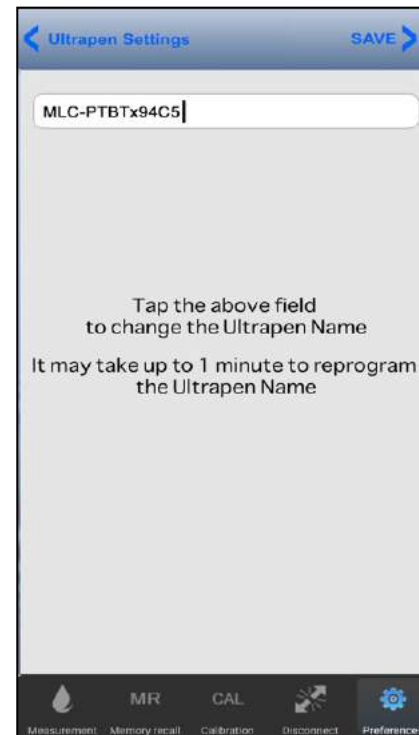 Ultrapen Settings SAVE
MLC-PTBTx94C5
Tap the above field
to change the Ultrapen Name
It may take up to 1 minute to reprogram
the Ultrapen Name
MR CAL
Measurement Memory recall Calibration Disconnect Preference